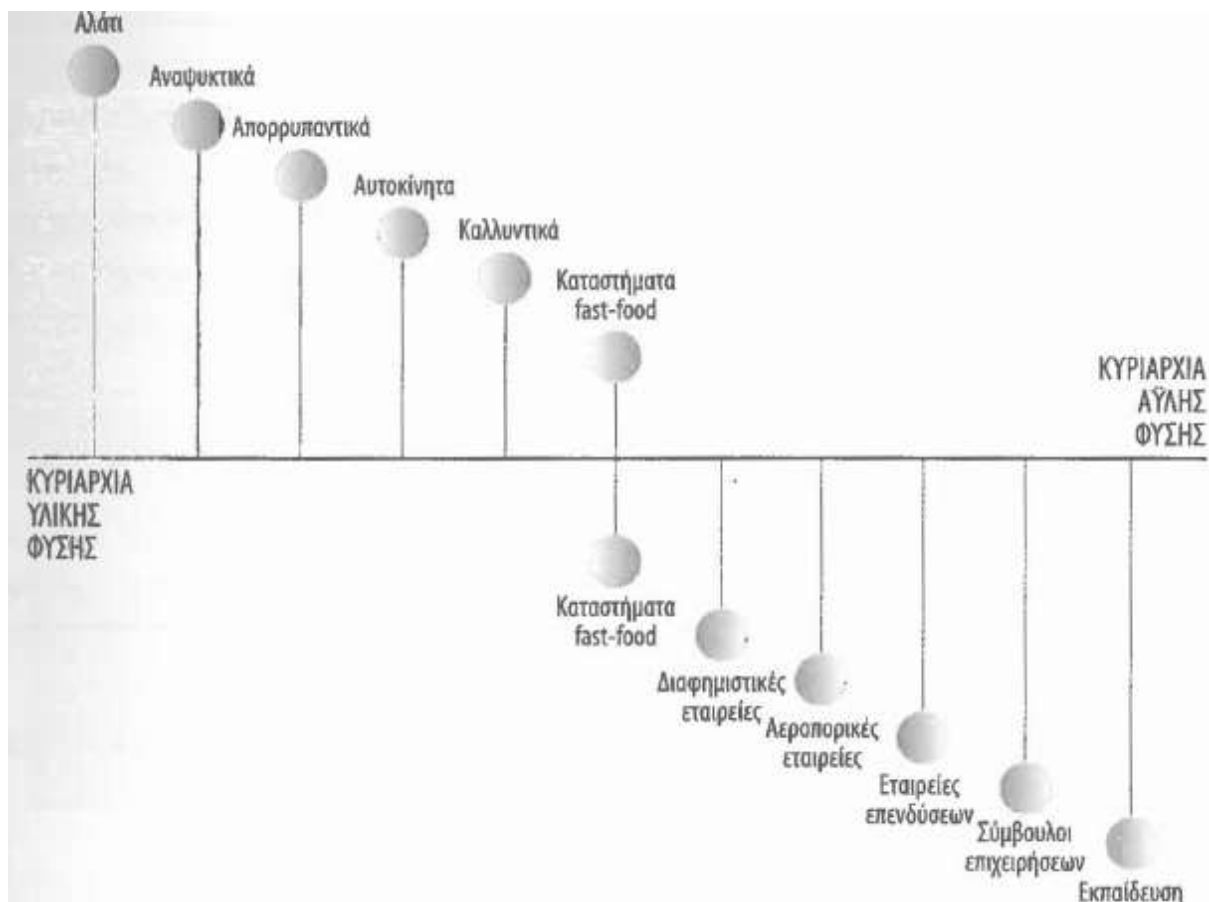 Αλάτι
Αναψυκτικά
Απορρυπαντικά
Αυτοκίνητα
Καλλυντικά
Καταστήματα
fast-food
ΚΥΡΙΑΡΧΙΑ
ΑΫΛΗΣ
ΦΥΣΗΣ
ΚΥΡΙΑΡΧΙΑ
ΥΛΙΚΗΣ
ΦΥΣΗΣ
Καταστήματα
fast-food
Διαφημιστικές
εταιρείες
Αεροπορικές
εταιρείες
Εταιρείες
επενδύσεων
Σύμβουλοι
επιχειρήσεων
Εκπαίδευση